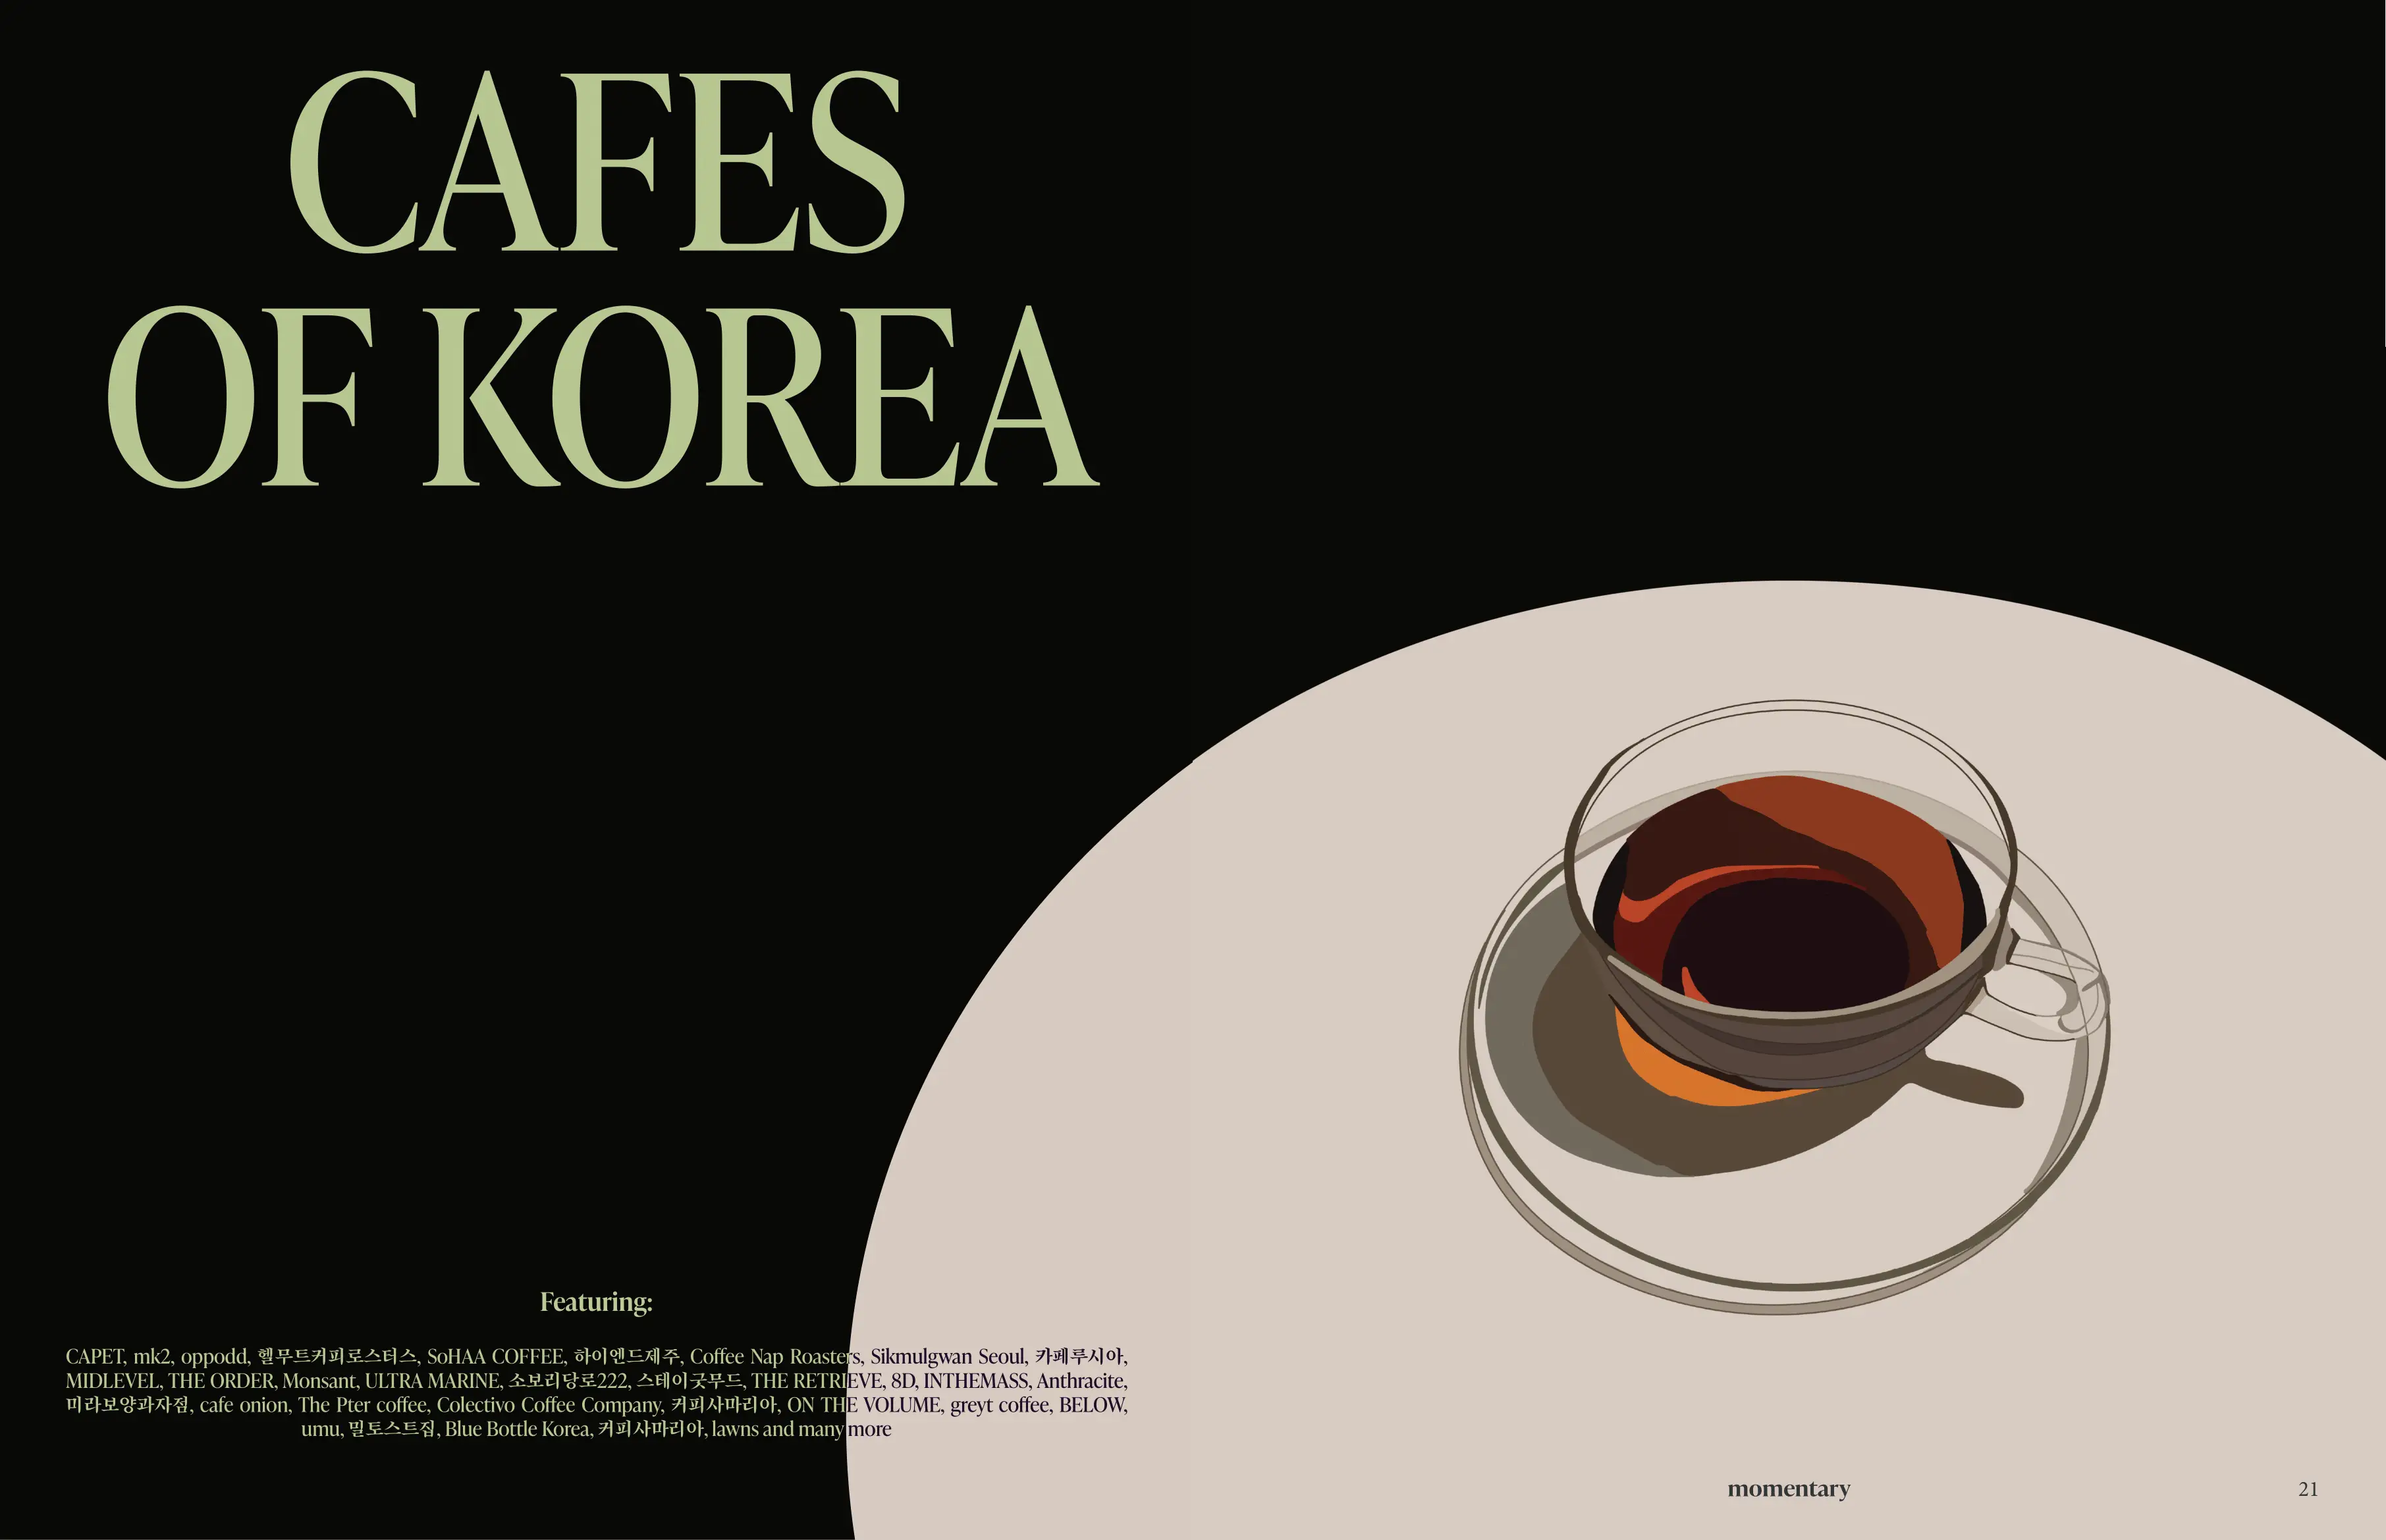 CAFES
OF KOREA
Featuring:
CAPET, mk2, oppodd, 헬무트커피로스터스, SoHAA COFFEE, 하이엔드제주, Coffee Nap Roasters, Sikmulgwan Seoul, 카페루시아,
MIDLEVEL, THE ORDER, Monsant, ULTRA MARINE, 소보리당로222, 스테이굿무드, THE RETRIEVE, 8D, INTHEMASS, Anthracite,
미라보양과자점, cafe onion, The Pter coffee, Colectivo Coffee Company, 커피사마리아, ON THE VOLUME, greyt coffee, BELOW,
umu, 밀토스트집, Blue Bottle Korea, 커피사마리아, lawns and many more
momentary
21